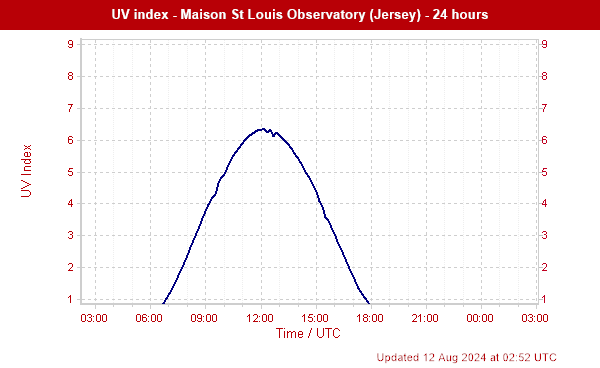 UV index - Maison St Louis Observatory (Jersey) - 24 hours
9 9
8 8
7 7
6 6
5 5
4 4
3 3
2 2
1 1
UV Index
03:00 06:00 09:00 12:00 15:00 18:00 21:00 00:00 03:00
Time / UTC
Updated 12 Aug 2024 at 02:52 UTC